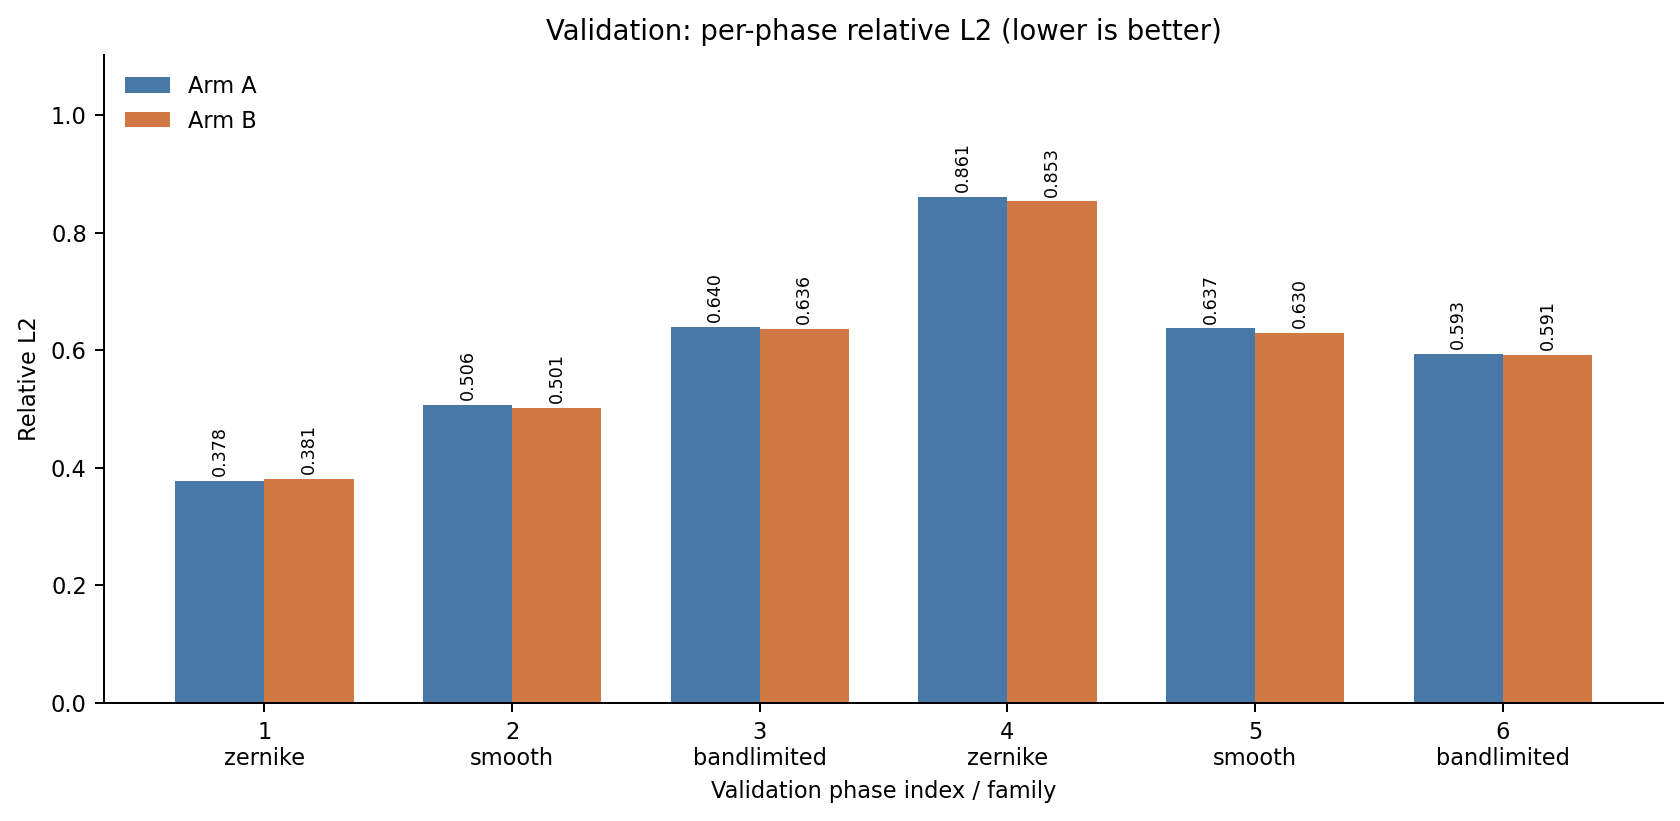 Validation: per-phase relative L2 (lower is better)
Arm A
Arm B
Relative L2
1.0
0.8
0.6
0.4
0.2
0.0
0.378
0.381
0.506
0.501
0.640
0.636
0.861
0.853
0.637
0.630
0.593
0.591
1
zernike
2
smooth
3
bandlimited
4
zernike
5
smooth
6
bandlimited
Validation phase index / family